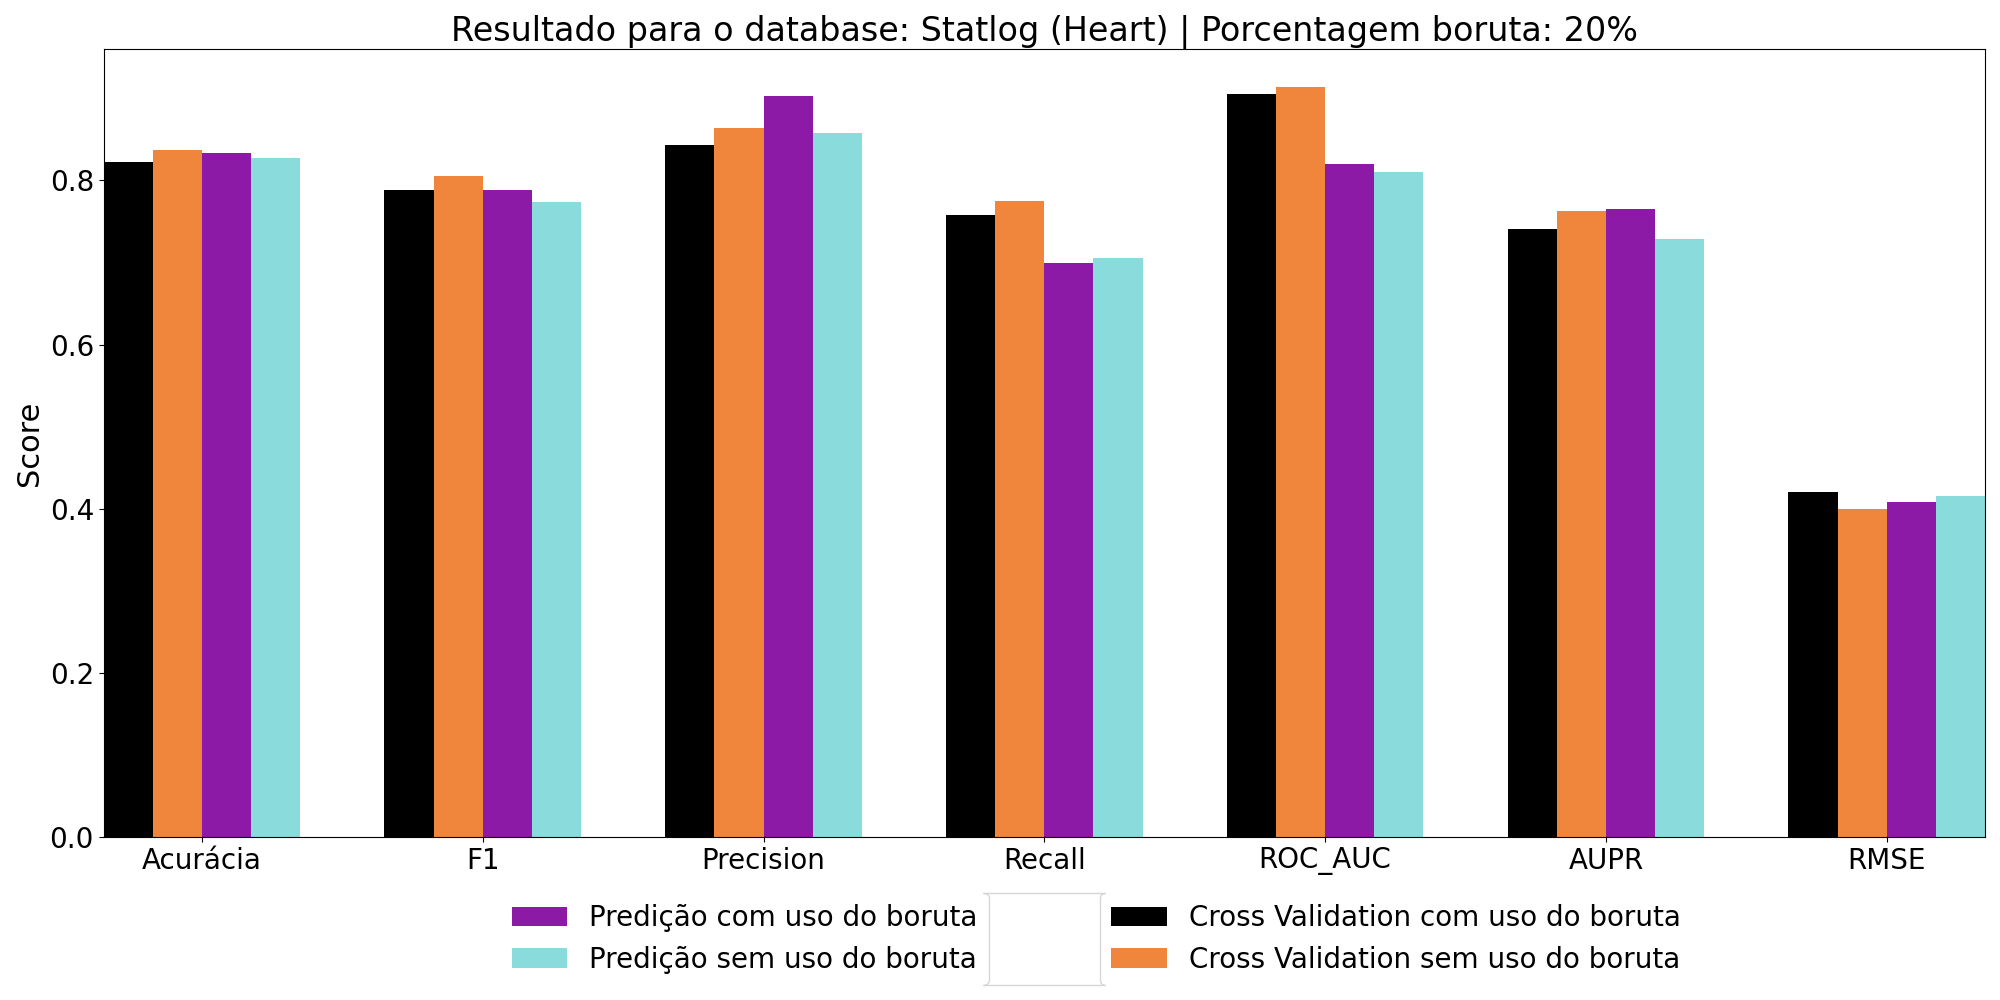 Resultado para o database: Statlog (Heart) | Porcentagem boruta: 20%
Score
0.8
0.6
0.4
0.2
0.0
Acurácia
F1
Precision
Recall
ROC_AUC
AUPR
RMSE
Predição com uso do boruta
Predição sem uso do boruta
Cross Validation com uso do boruta
Cross Validation sem uso do boruta